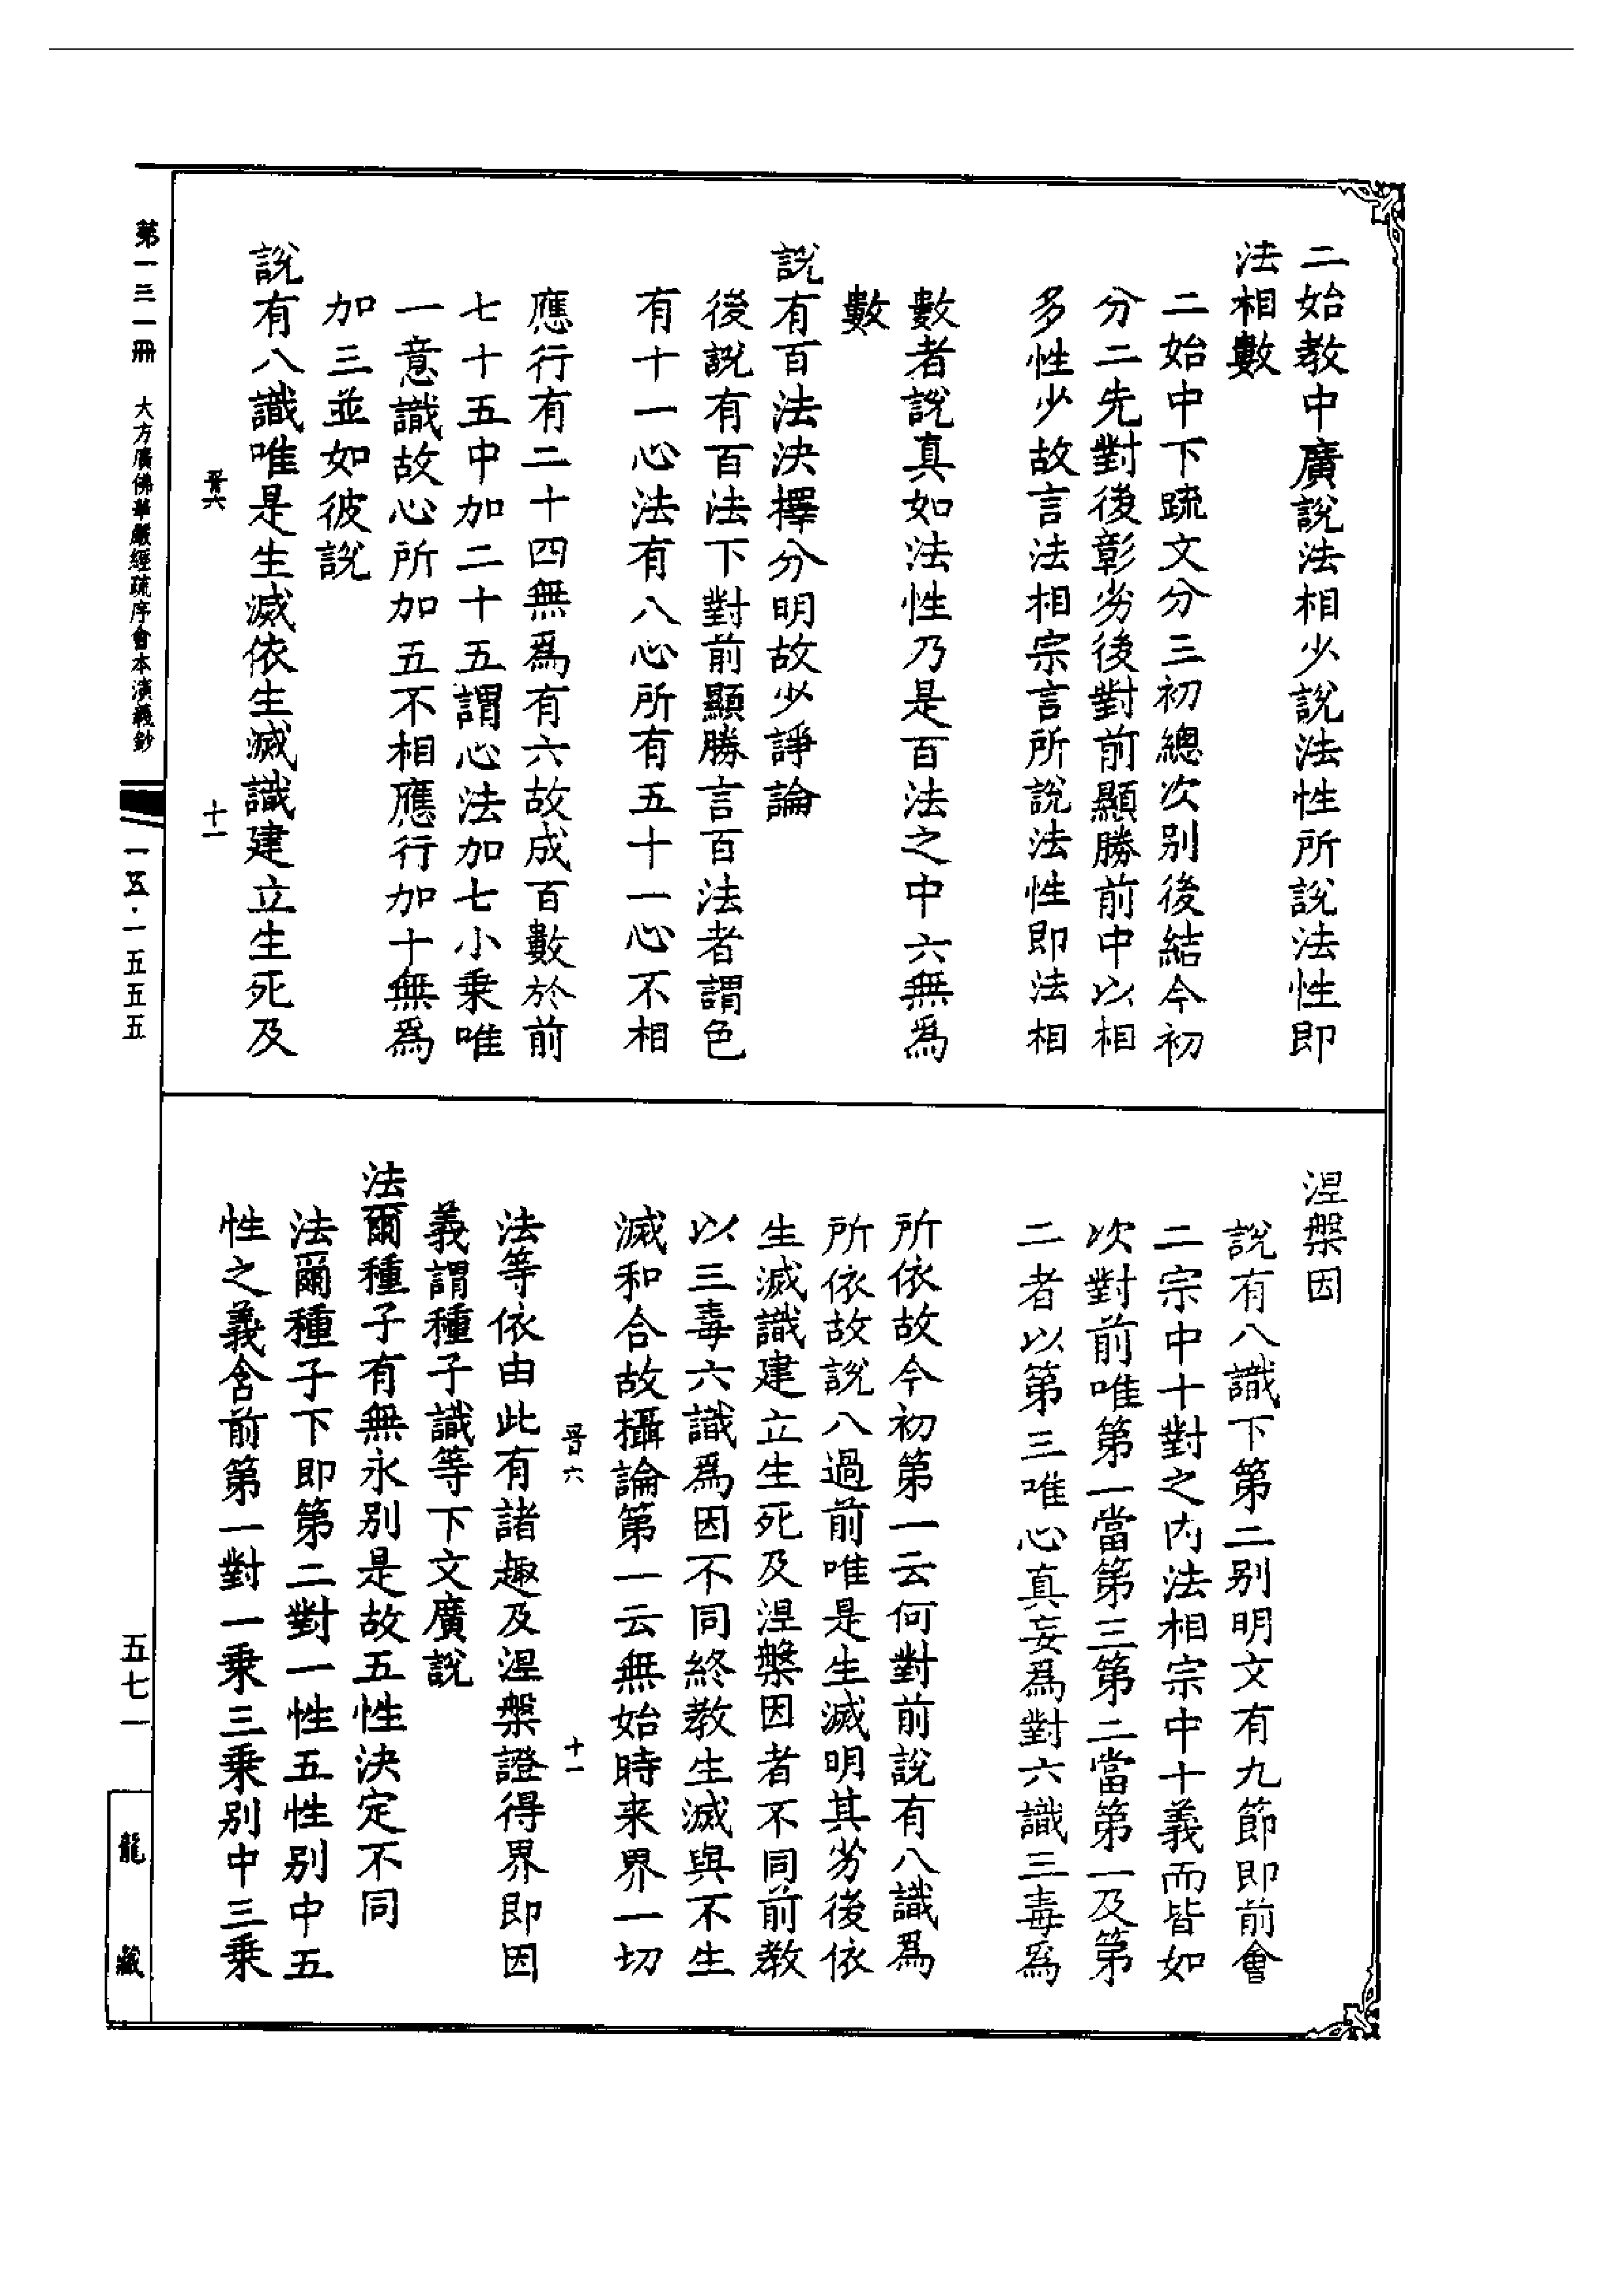 二始教中廣說法相少說法性所說法性即
法相數
二始中下疏文分三初總次別後結今初
分二先對後彰劣後對前顯勝前中以相
多性少故言法相宗言所說法性即法相
數者說真如法性乃是百法之中六無為
數
說有百法決擇分明故少諍論
後說有百法下對前顯勝言百法者謂色
有十一心法有八心所有五十一心不相
應行有二十四無為有六故成百數於前
七十五中加二十五謂心法加七小乗唯
一意識故心所加五不相應行加十無為
加三並如彼說
說有八識唯是生滅依生滅識建立生死及
晋六 十一
涅槃因
說有八識下第二別明文有九節即前會
二宗中十對之内法相宗中十義而皆如
次對前唯第一當第三第二當第一及第
二者以第三唯心真妄為對六識三毒為
所依故今初第一云何對前說有八識為
所依故說八過前唯是生滅明其劣後依
生滅識建立生死及涅槃因者不同前教
以三毒六識為因不同終教生滅與不生
滅和合故攝論第一云無始時来界一切
晋六 十一
法等依由此有諸趣及涅槃證得界即因
義謂種子識等下文廣說
法爾種子有無永別是故五性決定不同
法爾種子下即第二對一性五性別中五
性之義含前第一對一乗三乗別中三乗
第一三一冊 大方廣佛華嚴經疏序會本演義鈔 一五·一五五五
五七一
龍藏